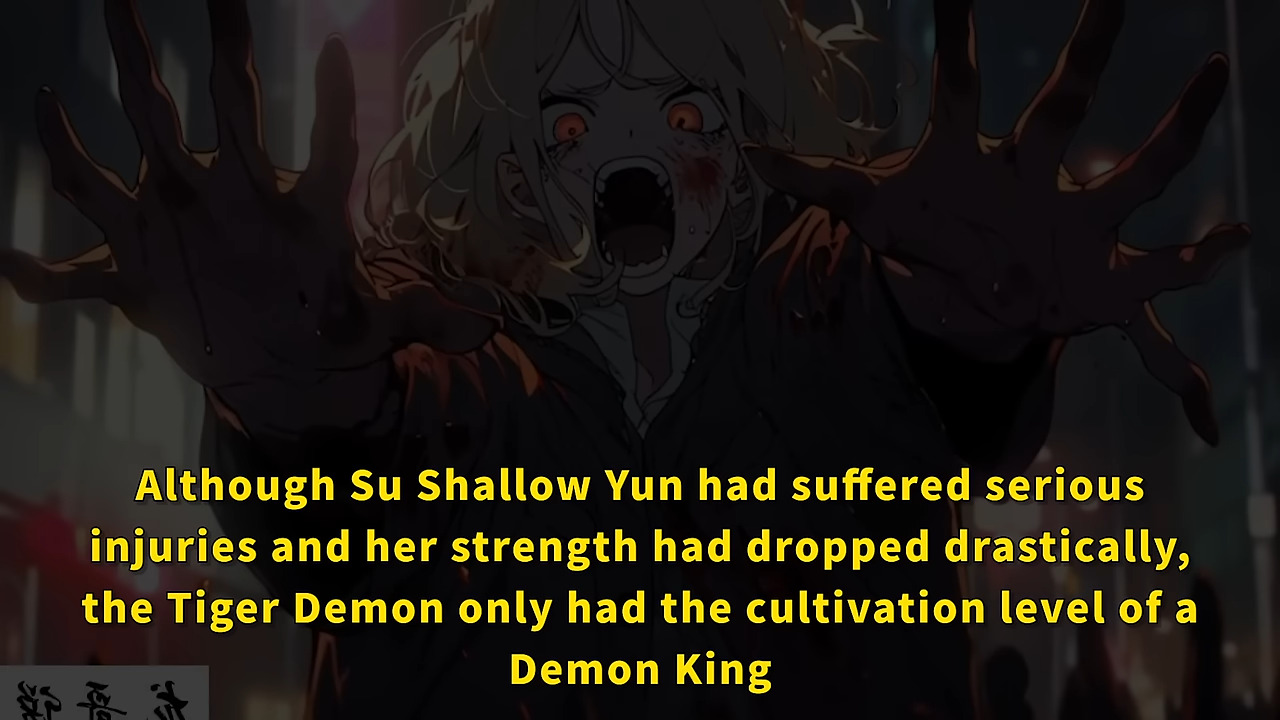 Although Su Shallow Yun had suffered serious
injuries and her strength had dropped drastically,
the Tiger Demon only had the cultivation level of a
Demon King